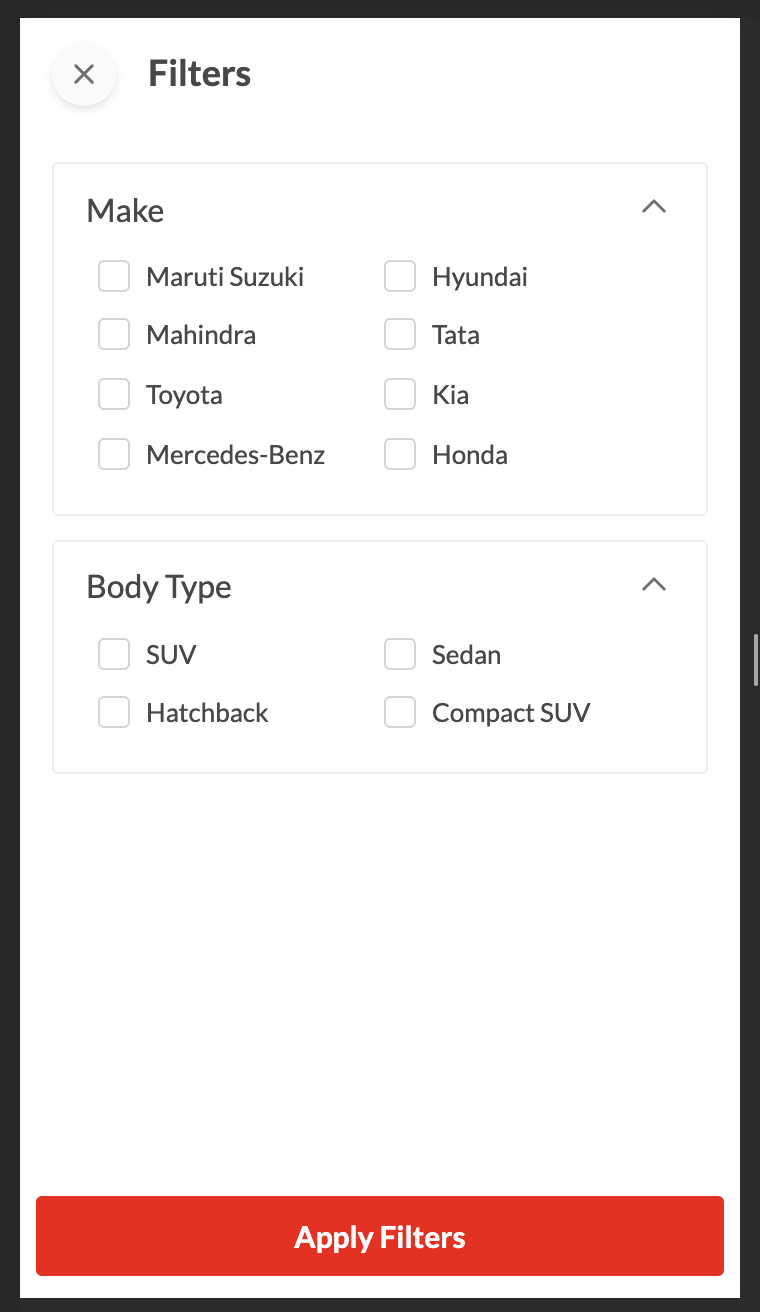 Filters
Make
Maruti Suzuki Hyundai
Mahindra Tata
Toyota Kia
Mercedes-Benz Honda
Body Type
SUV Sedan
Hatchback Compact SUV
Apply Filters